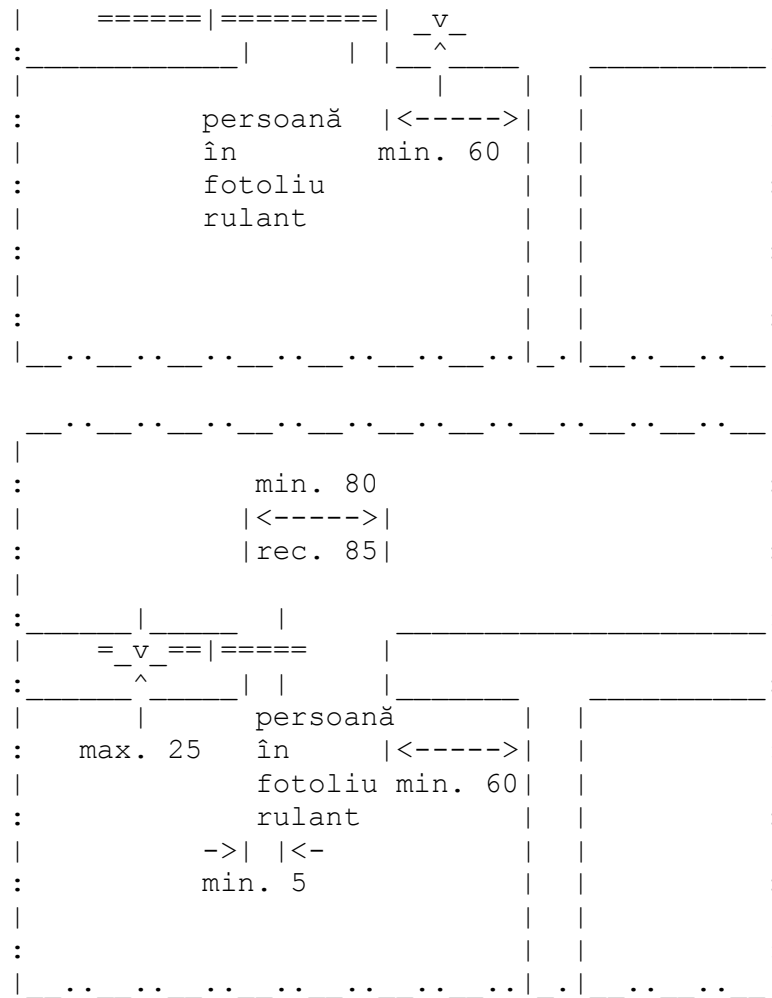 persoană
în min. 60
fotoliu
rulant
min. 80
rec. 85
persoană
max. 25 în
fotoliu min. 60
rulant
min. 5